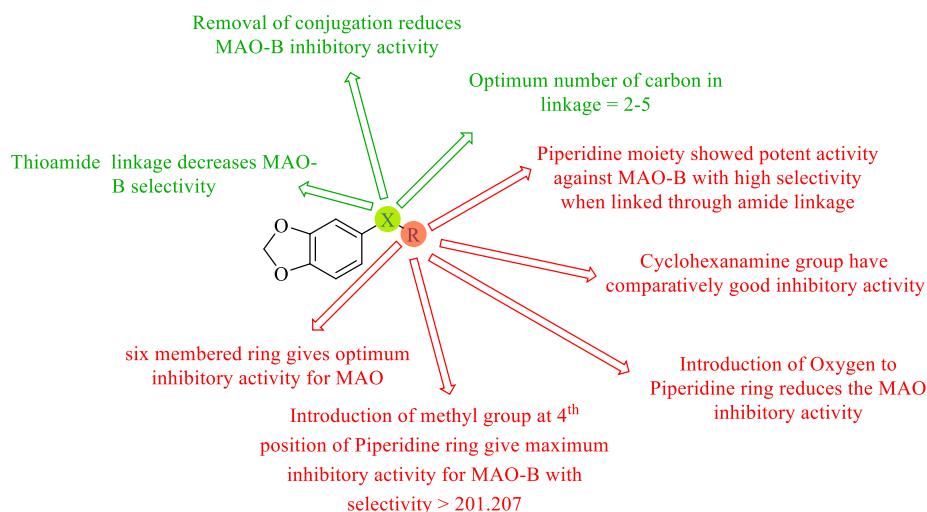 Removal of conjugation reduces
MAO-B inhibitory activity
Optimum number of carbon in
linkage = 2-5
Thioamide linkage decreases MAO-
B selectivity
Piperidine moiety showed potent activity
against MAO-B with high selectivity
when linked through amide linkage
X
R
O
O
Cyclohexanamine group have
comparatively good inhibitory activity
six membered ring gives optimum
inhibitory activity for MAO
Introduction of Oxygen to
Piperidine ring reduces the MAO
inhibitory activity
Introduction of methyl group at 4th
position of Piperidine ring give maximum
inhibitory activity for MAO-B with
selectivity > 201.207